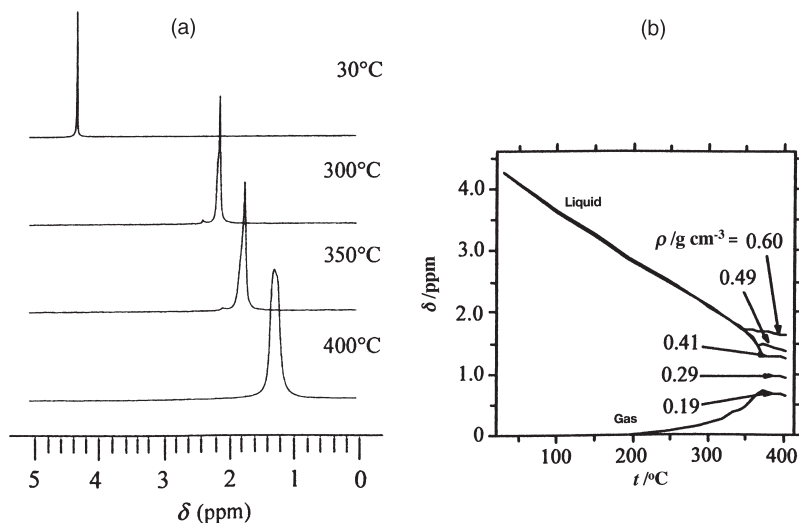 (a)
30°C
300°C
350°C
400°C
5 4 3 2 1 0
δ (ppm)
(b)
4.0
3.0
2.0
1.0
0
δ/ppm
Liquid
Gas
ρ/g cm⁻³ = 0.60
0.49
0.41
0.29
0.19
100 200 300 400
t/°C